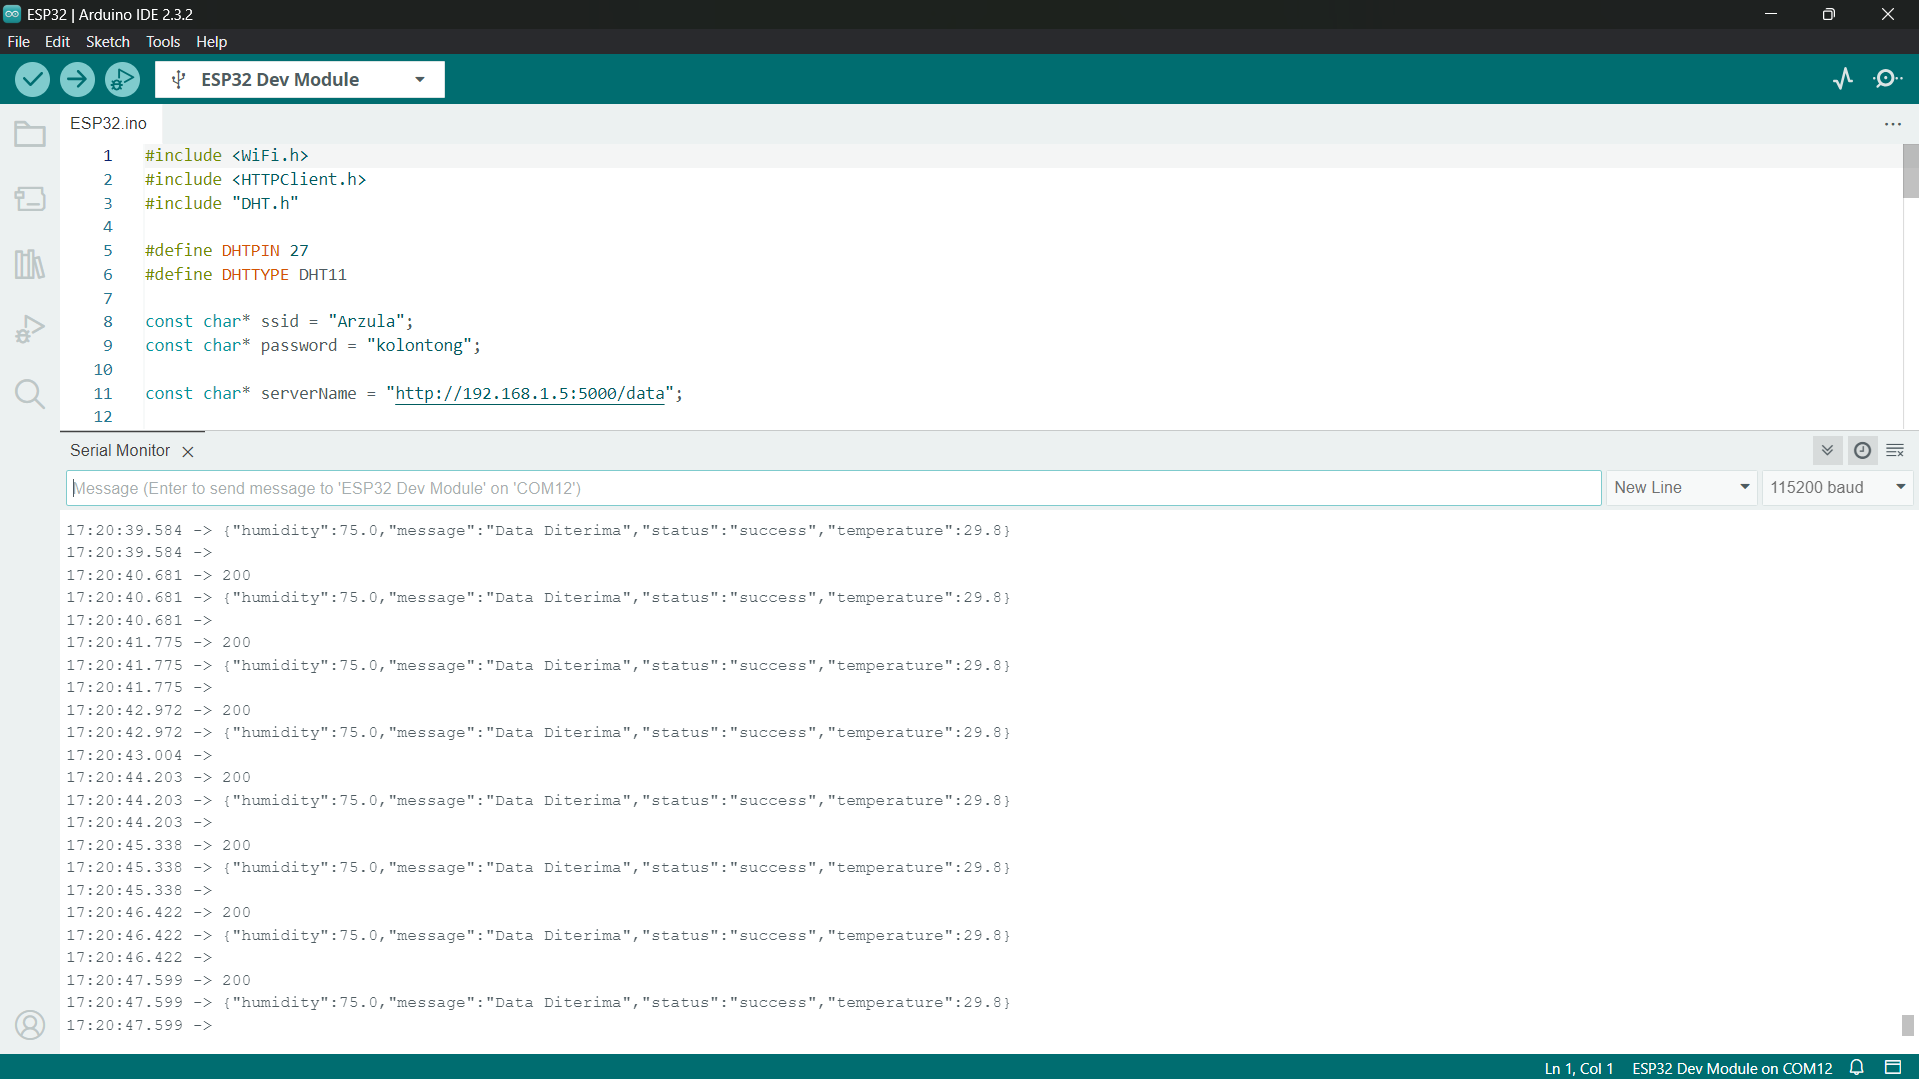 ESP32 | Arduino IDE 2.3.2
File Edit Sketch Tools Help
ESP32 Dev Module
ESP32.ino
1 #include <WiFi.h>
2 #include <HTTPClient.h>
3 #include "DHT.h"
4
5 #define DHTPIN 27
6 #define DHTTYPE DHT11
7
8 const char* ssid = "Arzula";
9 const char* password = "kolontong";
10
11 const char* serverName = "http://192.168.1.5:5000/data";
12
Serial Monitor
Message (Enter to send message to 'ESP32 Dev Module' on 'COM12') New Line 115200 baud
17:20:39.584 -> {"humidity":75.0,"message":"Data Diterima","status":"success","temperature":29.8}
17:20:39.584 ->
17:20:40.681 -> 200
17:20:40.681 -> {"humidity":75.0,"message":"Data Diterima","status":"success","temperature":29.8}
17:20:40.681 ->
17:20:41.775 -> 200
17:20:41.775 -> {"humidity":75.0,"message":"Data Diterima","status":"success","temperature":29.8}
17:20:41.775 ->
17:20:42.972 -> 200
17:20:42.972 -> {"humidity":75.0,"message":"Data Diterima","status":"success","temperature":29.8}
17:20:43.004 ->
17:20:44.203 -> 200
17:20:44.203 -> {"humidity":75.0,"message":"Data Diterima","status":"success","temperature":29.8}
17:20:44.203 ->
17:20:45.338 -> 200
17:20:45.338 -> {"humidity":75.0,"message":"Data Diterima","status":"success","temperature":29.8}
17:20:45.338 ->
17:20:46.422 -> 200
17:20:46.422 -> {"humidity":75.0,"message":"Data Diterima","status":"success","temperature":29.8}
17:20:46.422 ->
17:20:47.599 -> 200
17:20:47.599 -> {"humidity":75.0,"message":"Data Diterima","status":"success","temperature":29.8}
17:20:47.599 ->
Ln 1, Col 1 ESP32 Dev Module on COM12